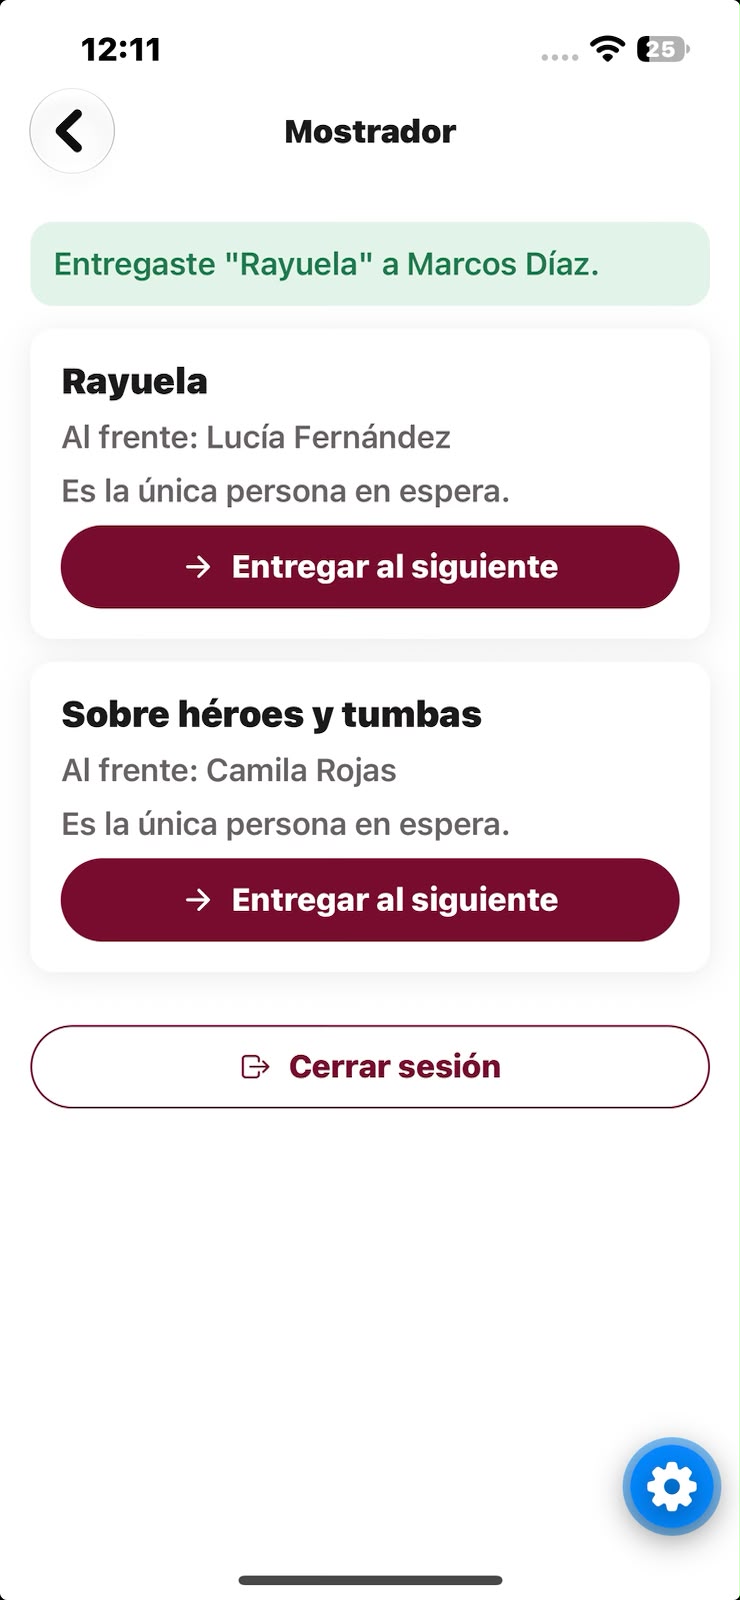 12:11
25
Mostrador
Entregaste "Rayuela" a Marcos Díaz.
Rayuela
Al frente: Lucía Fernández
Es la única persona en espera.
Entregar al siguiente
Sobre héroes y tumbas
Al frente: Camila Rojas
Es la única persona en espera.
Entregar al siguiente
Cerrar sesión